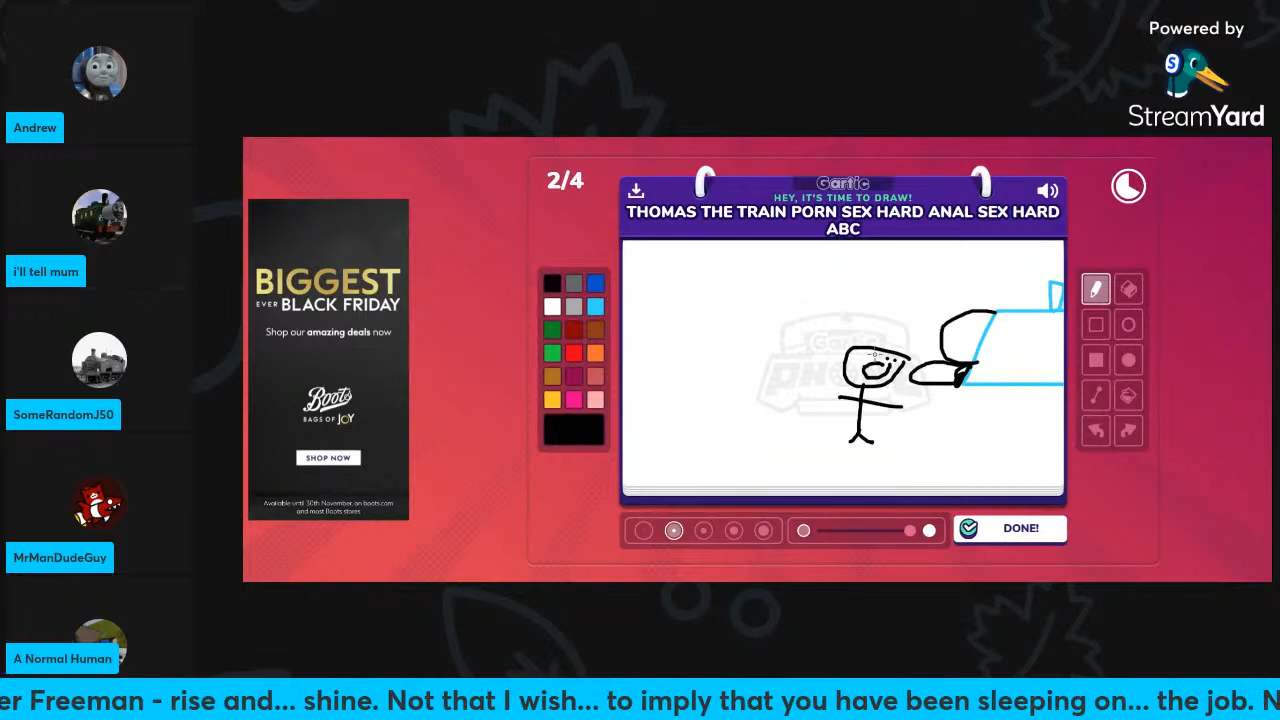 Powered by
StreamYard
Andrew
i'll tell mum
SomeRandomJ50
MrManDudeGuy
A Normal Human
BIGGEST
EVER BLACK FRIDAY
Shop our amazing deals now
Boots
BAGS OF JOY
SHOP NOW
Available until 30th November, on boots.com
and most Boots stores
2/4
Gartic
HEY, IT'S TIME TO DRAW!
THOMAS THE TRAIN PORN SEX HARD ANAL SEX HARD
ABC
Gartic
PHONE
DONE!
er Freeman - rise and... shine. Not that I wish... to imply that you have been sleeping on... the job. N